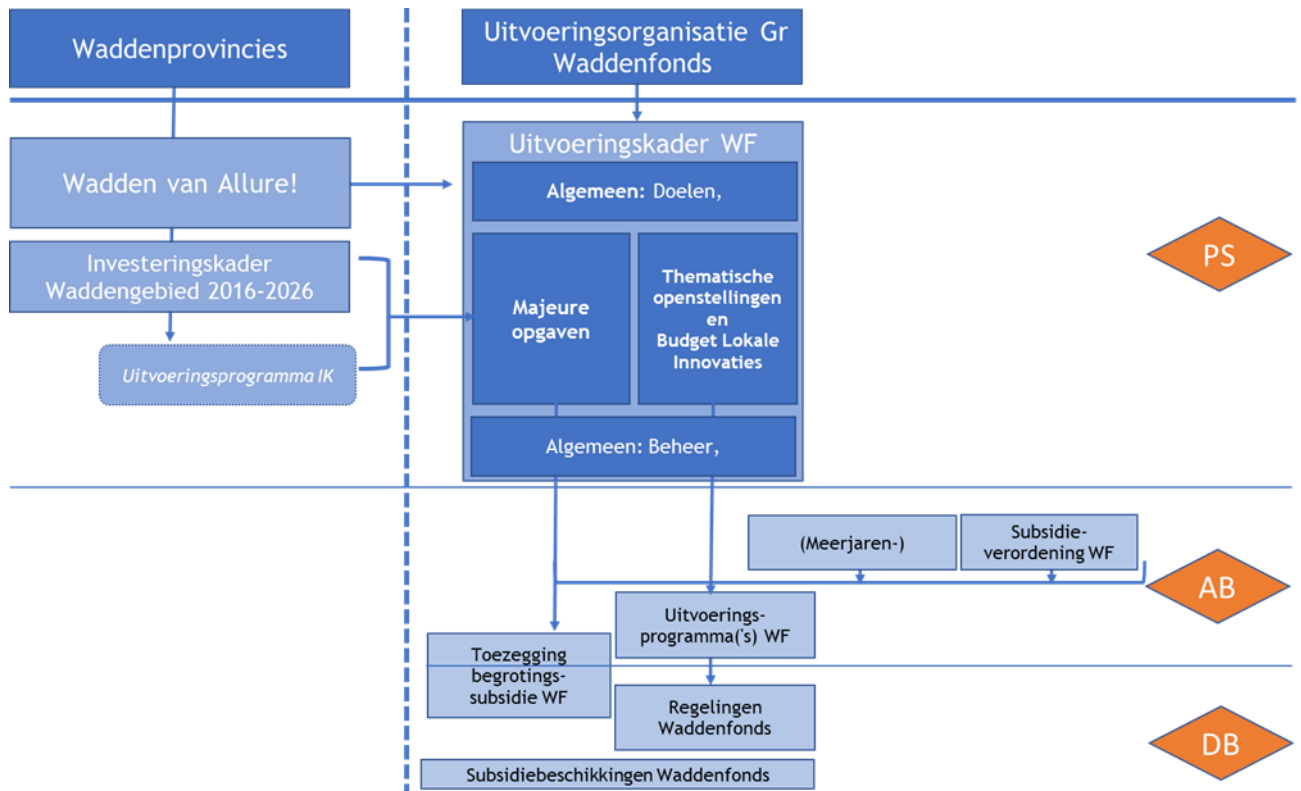 Waddenprovincies
Uitvoeringsorganisatie Gr
Waddenfonds
Wadden van Allure!
Investeringskader
Waddengebied 2016-2026
Uitvoeringsprogramma IK
Uitvoeringskader WF
Algemeen: Doelen,
Majeure
opgaven
Thematische
openstellingen
en
Budget Lokale
Innovaties
Algemeen: Beheer,
PS
(Meerjaren-)
Subsidie-
verordening WF
AB
Uitvoerings-
programma('s) WF
Toezegging
begrotings-
subsidie WF
Regelingen
Waddenfonds
DB
Subsidiebeschikkingen Waddenfonds